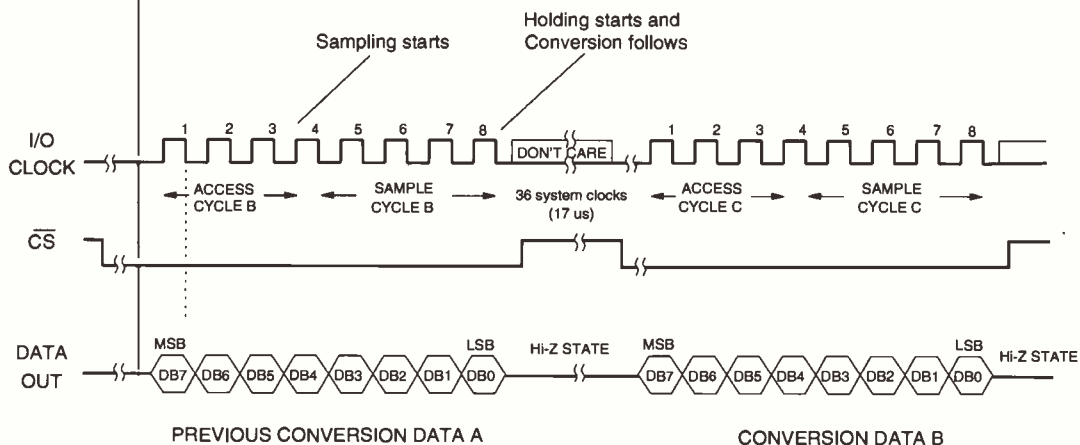 Sampling starts
Holding starts and
Conversion follows
I/O
CLOCK
1 2 3 4 5 6 7 8
DON'T CARE
1 2 3 4 5 6 7 8
ACCESS
CYCLE B
SAMPLE
CYCLE B
36 system clocks
(17 us)
ACCESS
CYCLE C
SAMPLE
CYCLE C
CS
DATA
OUT
MSB
LSB
DB7 DB6 DB5 DB4 DB3 DB2 DB1 DB0
Hi-Z STATE
MSB
LSB
DB7 DB6 DB5 DB4 DB3 DB2 DB1 DB0
Hi-Z STATE
PREVIOUS CONVERSION DATA A
CONVERSION DATA B